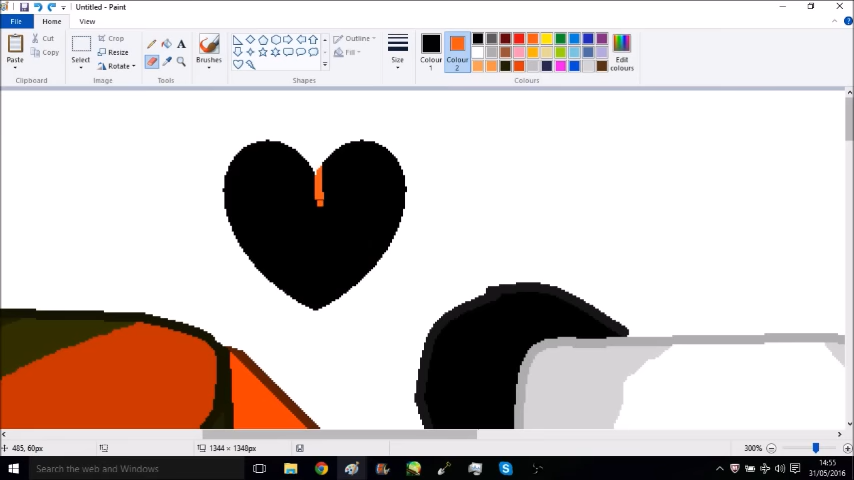 Untitled - Paint
File Home View
Paste
Cut
Copy
Clipboard
Select
Crop
Resize
Rotate
Image
A
Tools
Brushes
Outline
Fill
Shapes
Size
Colour 1
Colour 2
Edit colours
Colours
485, 60px
1344 × 1348px
300%
Search the web and Windows
14:55
31/05/2016